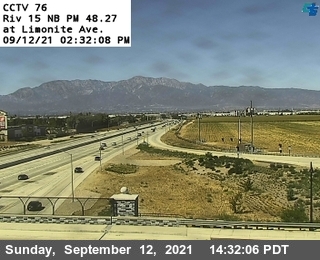 CCTV 76
Riv 15 NB PM 48.27
at Limonite Ave.
09/12/21 02:32:08 PM
Sunday, September 12, 2021 14:32:06 PDT